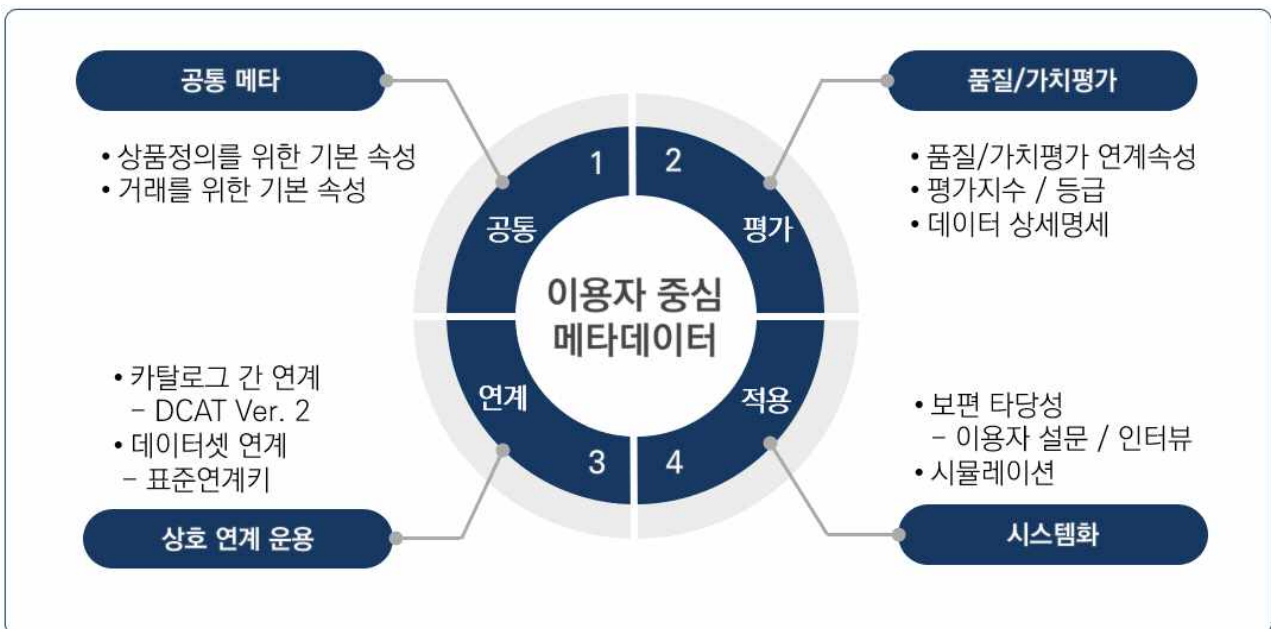 공통 메타
• 상품정의를 위한 기본 속성
• 거래를 위한 기본 속성
품질/가치평가
• 품질/가치평가 연계속성
• 평가지수 / 등급
• 데이터 상세명세
1
공통
2
평가
이용자 중심
메타데이터
연계
3
적용
4
• 카탈로그 간 연계
– DCAT Ver. 2
• 데이터셋 연계
– 표준연계키
상호 연계 운용
• 보편 타당성
– 이용자 설문 / 인터뷰
• 시뮬레이션
시스템화